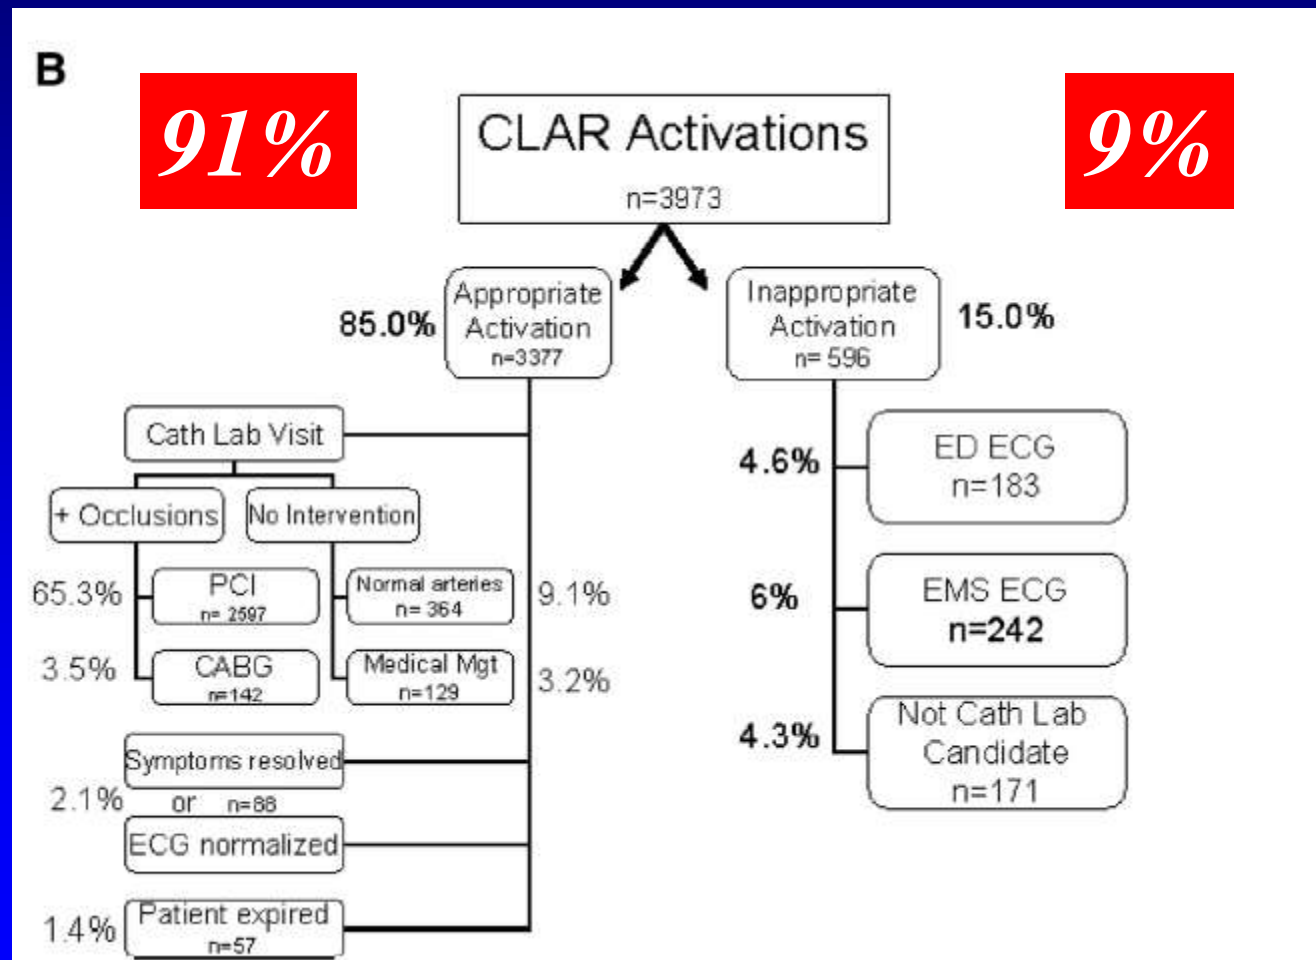 B
91%
9%
CLAR Activations
n=3973
85.0%
Appropriate
Activation
n=3377
Inappropriate
Activation
n= 596
15.0%
Cath Lab Visit
+ Occlusions
No Intervention
65.3%
PCI
n= 2597
Normal arteries
n= 364
9.1%
3.5%
CABG
n=142
Medical Mgt
n=129
3.2%
Symptoms resolved
2.1%
or n=88
ECG normalized
1.4%
Patient expired
n=57
4.6%
ED ECG
n=183
6%
EMS ECG
n=242
4.3%
Not Cath Lab
Candidate
n=171